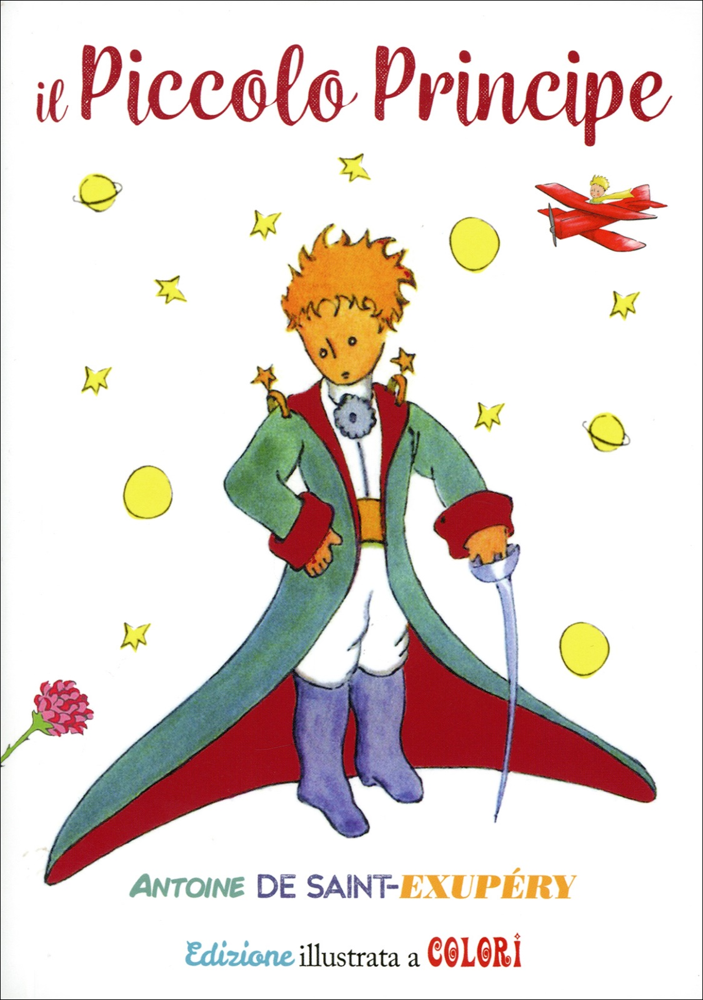 il Piccolo Principe
ANTOINE DE SAINT-EXUPÉRY
Edizione illustrata a COLORI